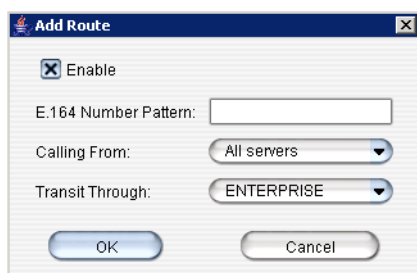 Add Route
Enable
E.164 Number Pattern:
Calling From: All servers
Transit Through: ENTERPRISE
OK Cancel